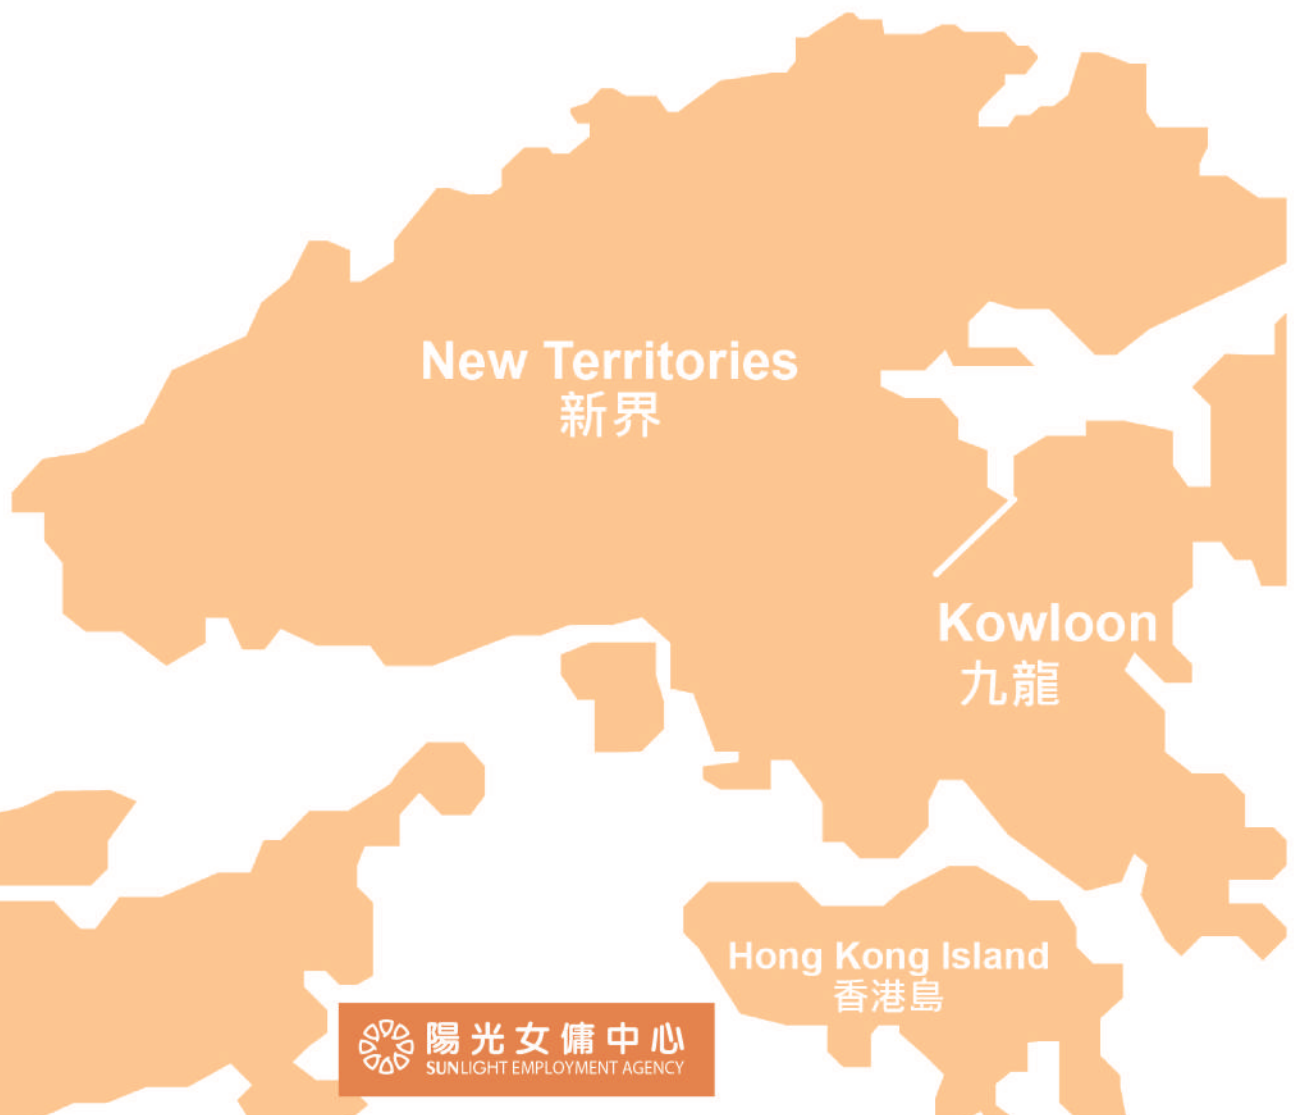 New Territories
新界
Kowloon
九龍
Hong Kong Island
香港島
陽光女傭中心
SUNLIGHT EMPLOYMENT AGENCY